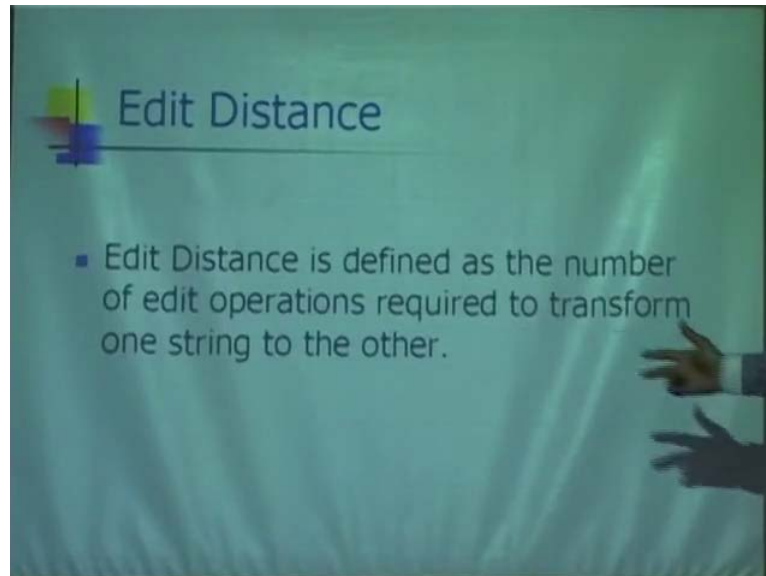 Edit Distance
Edit Distance is defined as the number
of edit operations required to transform
one string to the other.